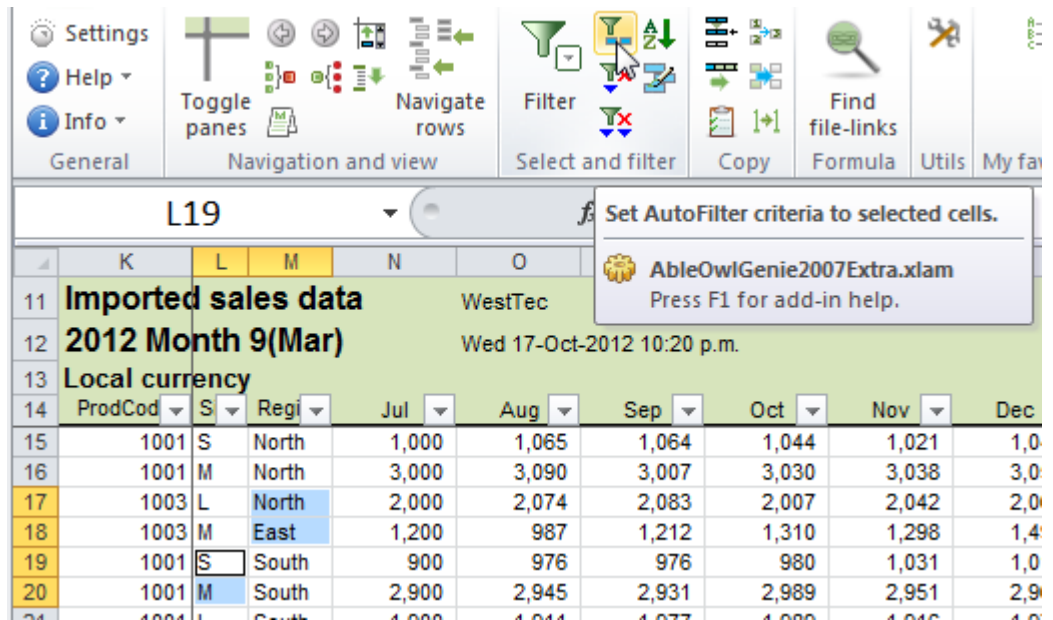 Settings
Help
Info
General
Toggle panes
Navigate rows
Navigation and view
Filter
Select and filter
Copy
Find file-links
Formula
Utils
My fav
L19
Set AutoFilter criteria to selected cells.
AbleOwlGenie2007Extra.xlam
Press F1 for add-in help.
K L M N O
11 Imported sales data WestTec
12 2012 Month 9(Mar) Wed 17-Oct-2012 10:20 p.m.
13 Local currency
14 ProdCod S Regi Jul Aug Sep Oct Nov Dec
15 1001 S North 1,000 1,065 1,064 1,044 1,021
16 1001 M North 3,000 3,090 3,007 3,030 3,038
17 1003 L North 2,000 2,074 2,083 2,007 2,042
18 1003 M East 1,200 987 1,212 1,310 1,298
19 1001 S South 900 976 976 980 1,031
20 1001 M South 2,900 2,945 2,931 2,989 2,951